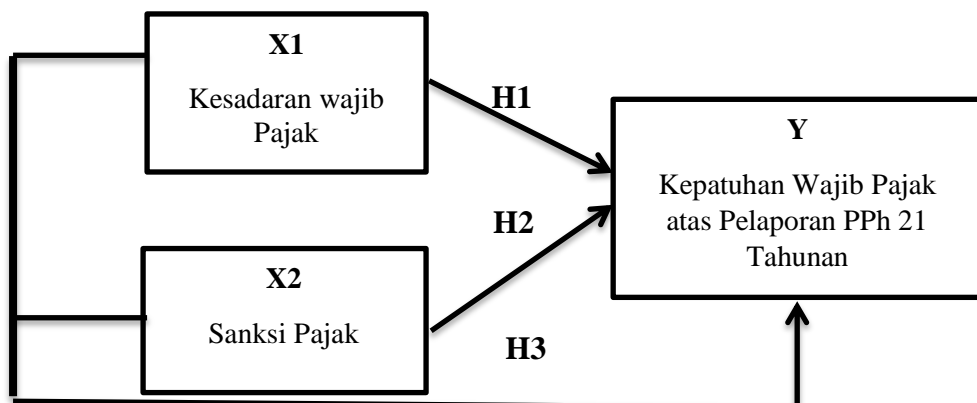 X1
Kesadaran wajib
Pajak
H1
Y
Kepatuhan Wajib Pajak
atas Pelaporan PPh 21
Tahunan
H2
X2
Sanksi Pajak
H3